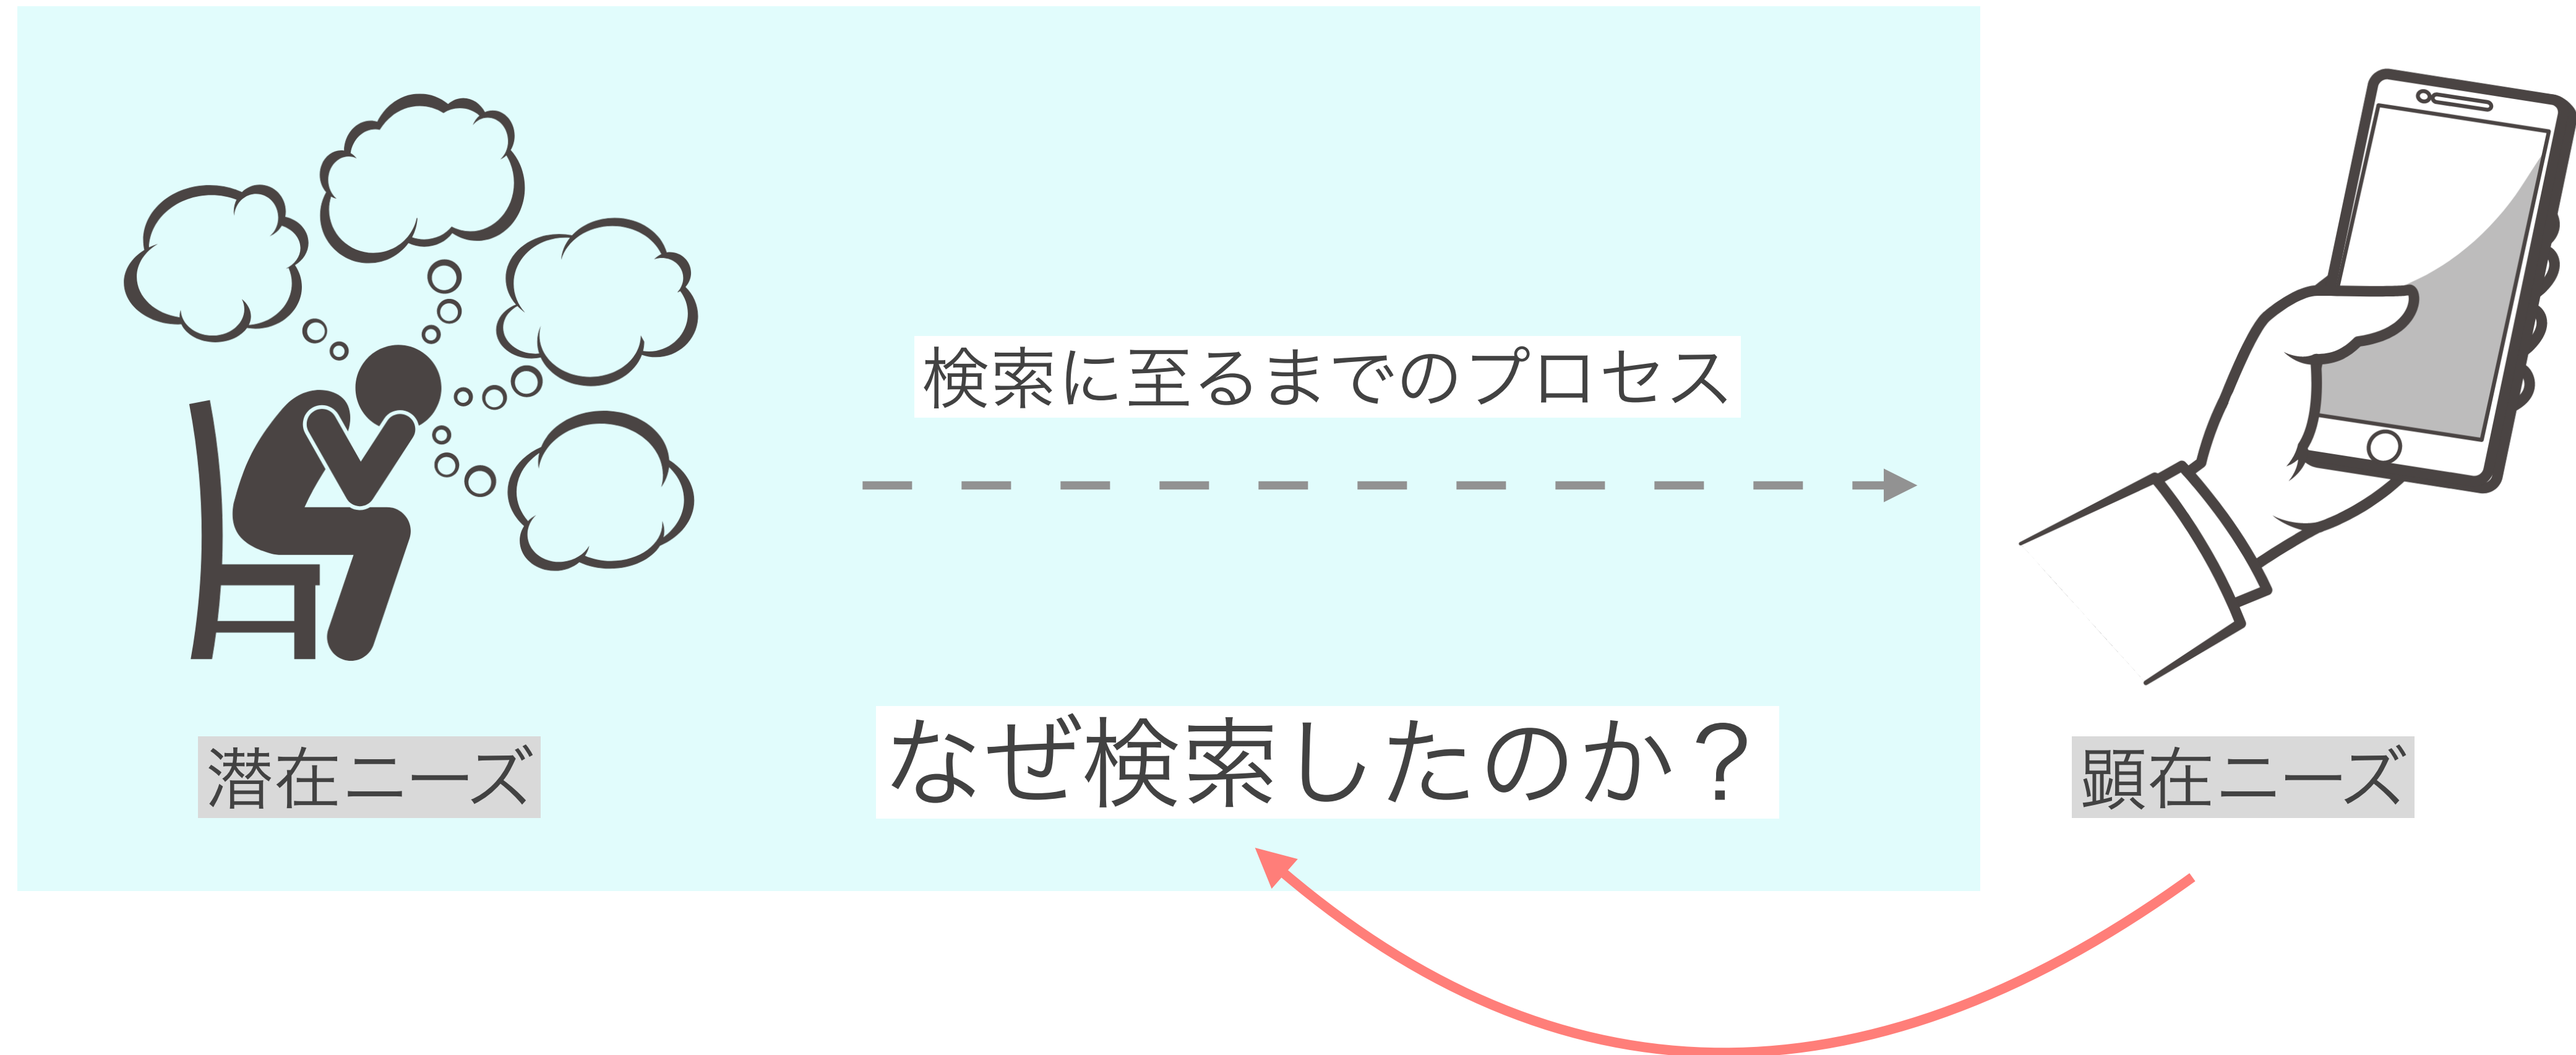 検索に至るまでのプロセス
潜在ニーズ
なぜ検索したのか？
顕在ニーズ